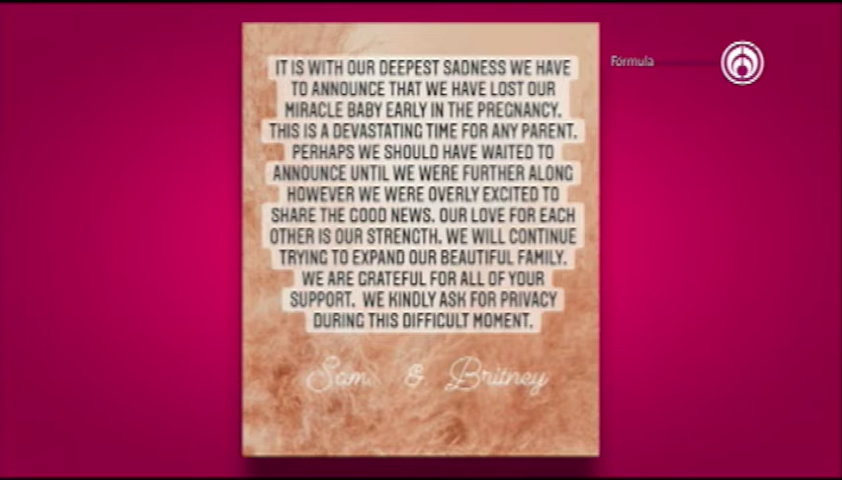 IT IS WITH OUR DEEPEST SADNESS WE HAVE
TO ANNOUNCE THAT WE HAVE LOST OUR
MIRACLE BABY EARLY IN THE PREGNANCY.
THIS IS A DEVASTATING TIME FOR ANY PARENT.
PERHAPS WE SHOULD HAVE WAITED TO
ANNOUNCE UNTIL WE WERE FURTHER ALONG
HOWEVER WE WERE OVERLY EXCITED TO
SHARE THE GOOD NEWS. OUR LOVE FOR EACH
OTHER IS OUR STRENGTH. WE WILL CONTINUE
TRYING TO EXPAND OUR BEAUTIFUL FAMILY.
WE ARE GRATEFUL FOR ALL OF YOUR
SUPPORT. WE KINDLY ASK FOR PRIVACY
DURING THIS DIFFICULT MOMENT.
Sam & Britney
Fórmula